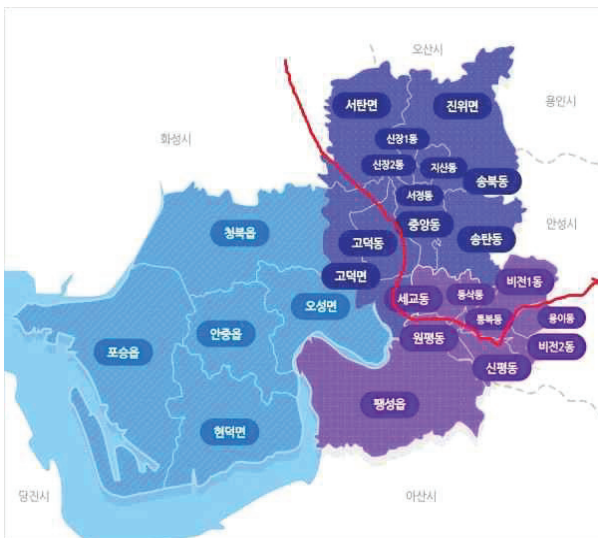 오산시
서탄면
진위면
용인시
화성시
신장1동
신장2동
지산동
송북동
서정동
안성시
중앙동
청북읍
고덕동
송탄동
고덕면
비전1동
세교동
동삭동
오성면
통복동
용이동
안중읍
원평동
비전2동
포승읍
신평동
팽성읍
현덕면
당진시
아산시